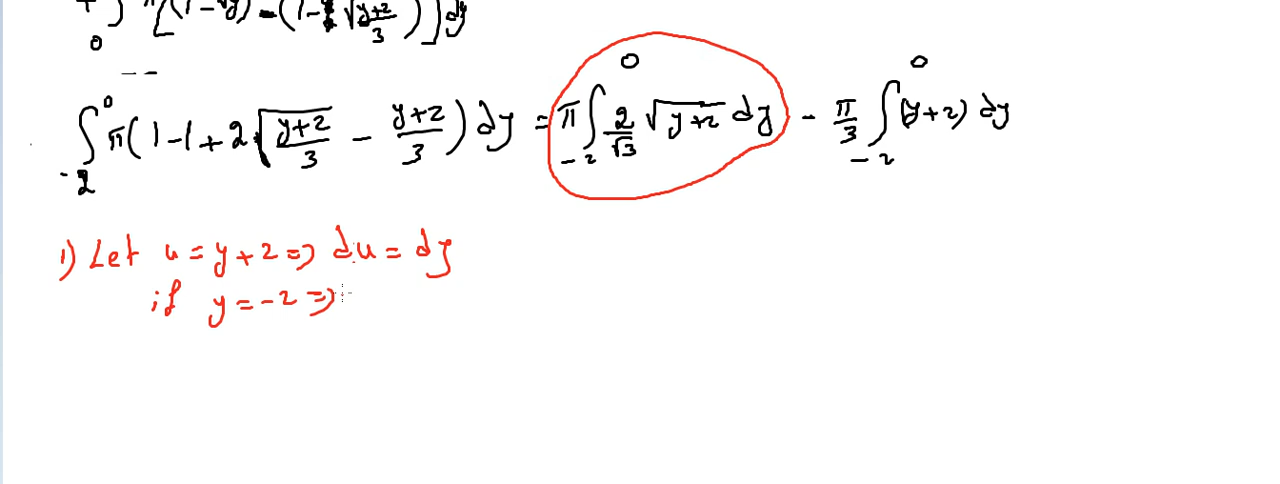 0
∫₋₂⁰ π(1-1+2√((y+2)/3) - (y+2)/3) dy = π ∫₋₂⁰ 2/√3 √(y+2) dy - π/3 ∫₋₂⁰ (y+2) dy
1) Let u = y+2 => du = dy
if y = -2 =>